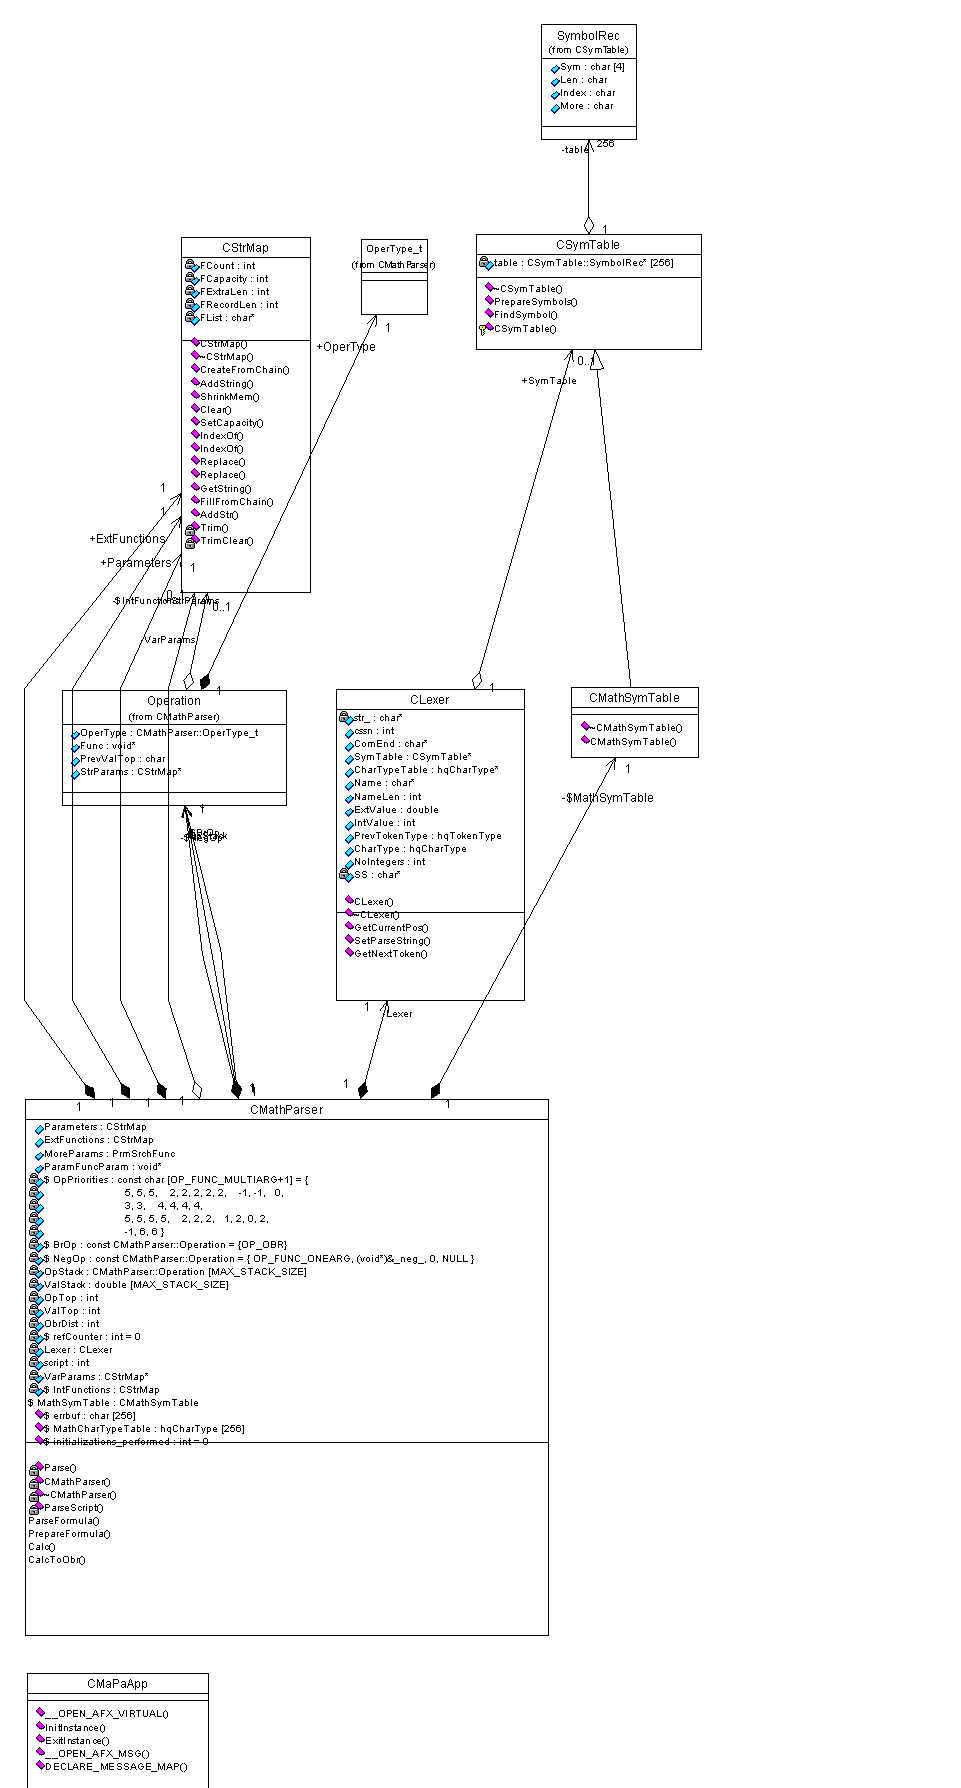 SymbolRec
(from CSymTable)
Sym : char [4]
Len : char
Index : char
More : char
-table
256
1
CSymTable
table : CSymTable::SymbolRec* [256]
~CSymTable()
PrepareSymbols()
FindSymbol()
CSymTable()
0..1
+SymTable
CStrMap
FCount : int
FCapacity : int
FExtraLen : int
FRecordLen : int
FList : char*
CStrMap()
~CStrMap()
CreateFromChain()
AddString()
ShrinkMem()
Clear()
SetCapacity()
IndexOf()
IndexOf()
Replace()
Replace()
GetString()
FillFromChain()
AddStr()
Trim()
TrimClear()
OperType_t
(from CMathParser)
1
+OperType
1
1
+ExtFunctions
+Parameters
1
0..1
-$IntFunctions
+StrParams
0..1
-VarParams
1
Operation
(from CMathParser)
OperType : CMathParser::OperType_t
Func : void*
PrevValTop : char
StrParams : CStrMap*
1
-$BrOp
-OpStack
-$NegOp
1
CLexer
str_ : char*
cssn : int
ComEnd : char*
SymTable : CSymTable*
CharTypeTable : hqCharType*
Name : char*
NameLen : int
ExtValue : double
IntValue : int
PrevTokenType : hqTokenType
CharType : hqCharType
NoIntegers : int
SS : char*
CLexer()
~CLexer()
GetCurrentPos()
SetParseString()
GetNextToken()
1
-Lexer
CMathSymTable
~CMathSymTable()
CMathSymTable()
1
-$MathSymTable
1
1
1
1
1
1
1
CMathParser
Parameters : CStrMap
ExtFunctions : CStrMap
MoreParams : PrmSrchFunc
ParamFuncParam : void*
$ OpPriorities : const char [OP_FUNC_MULTIARG+1] = {
5, 5, 5, 2, 2, 2, 2, 2, -1, -1, 0,
3, 3, 4, 4, 4, 4,
5, 5, 5, 5, 2, 2, 2, 1, 2, 0, 2,
-1, 6, 6 }
$ BrOp : const CMathParser::Operation = {OP_OBR}
$ NegOp : const CMathParser::Operation = { OP_FUNC_ONEARG, (void*)&_neg_, 0, NULL }
OpStack : CMathParser::Operation [MAX_STACK_SIZE]
ValStack : double [MAX_STACK_SIZE]
OpTop : int
ValTop : int
ObrDist : int
$ refCounter : int = 0
Lexer : CLexer
script : int
VarParams : CStrMap*
$ IntFunctions : CStrMap
$ MathSymTable : CMathSymTable
$ errbuf : char [256]
$ MathCharTypeTable : hqCharType [256]
$ initializations_performed : int = 0
Parse()
CMathParser()
~CMathParser()
ParseScript()
ParseFormula()
PrepareFormula()
Calc()
CalcToObr()
CMaPaApp
__OPEN_AFX_VIRTUAL()
InitInstance()
ExitInstance()
__OPEN_AFX_MSG()
DECLARE_MESSAGE_MAP()